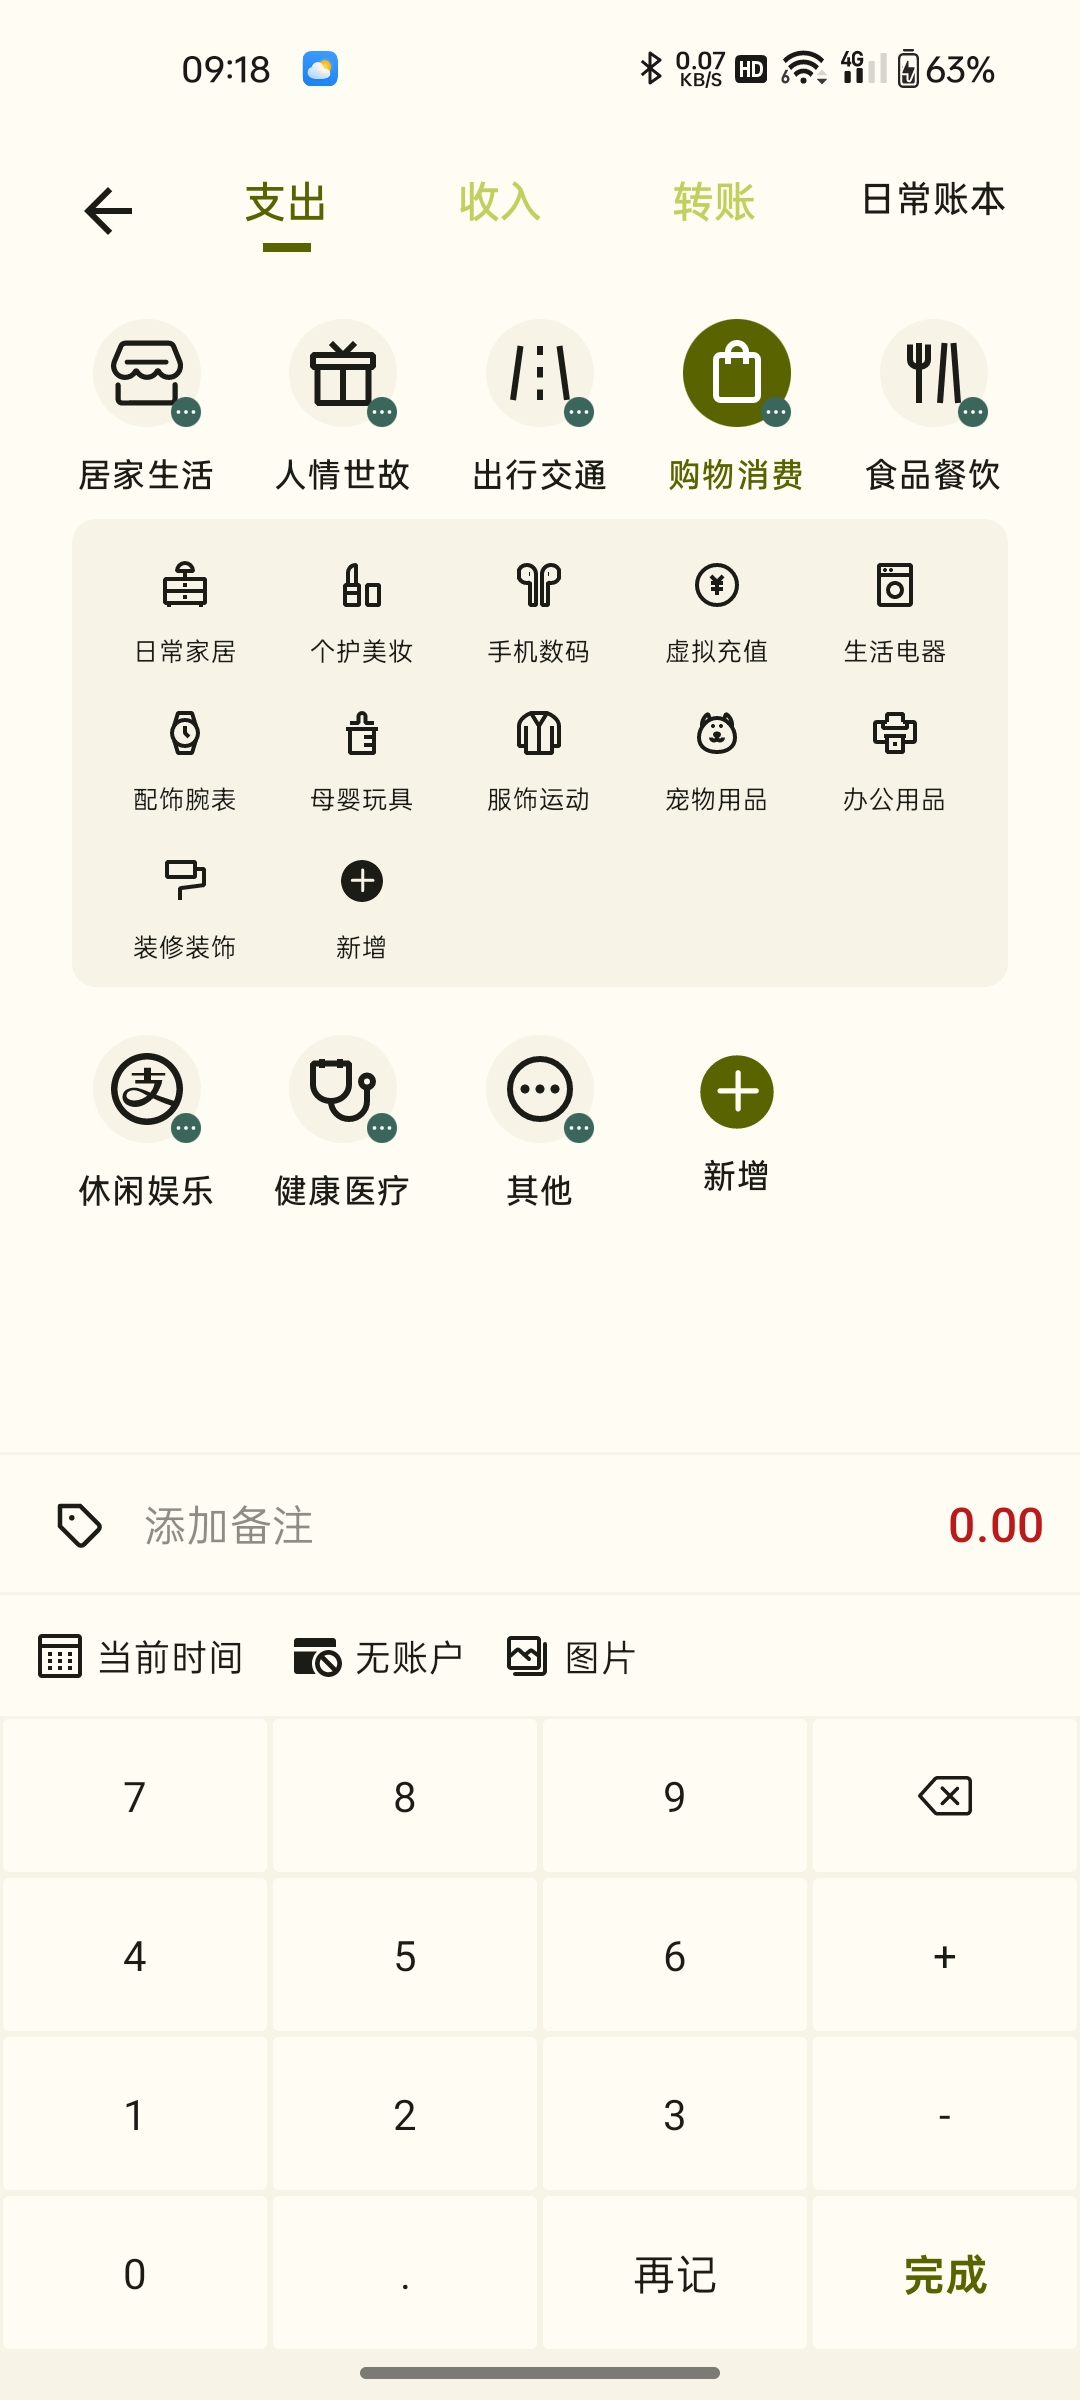 09:18 0.07 KB/S HD 6 4G 63%
支出 收入 转账 日常账本
居家生活 人情世故 出行交通 购物消费 食品餐饮
日常家居 个护美妆 手机数码 虚拟充值 生活电器
配饰腕表 母婴玩具 服饰运动 宠物用品 办公用品
装修装饰 新增
支
休闲娱乐 健康医疗 其他 新增
添加备注 0.00
当前时间 无账户 图片
7 8 9
4 5 6 +
1 2 3 -
0 . 再记 完成